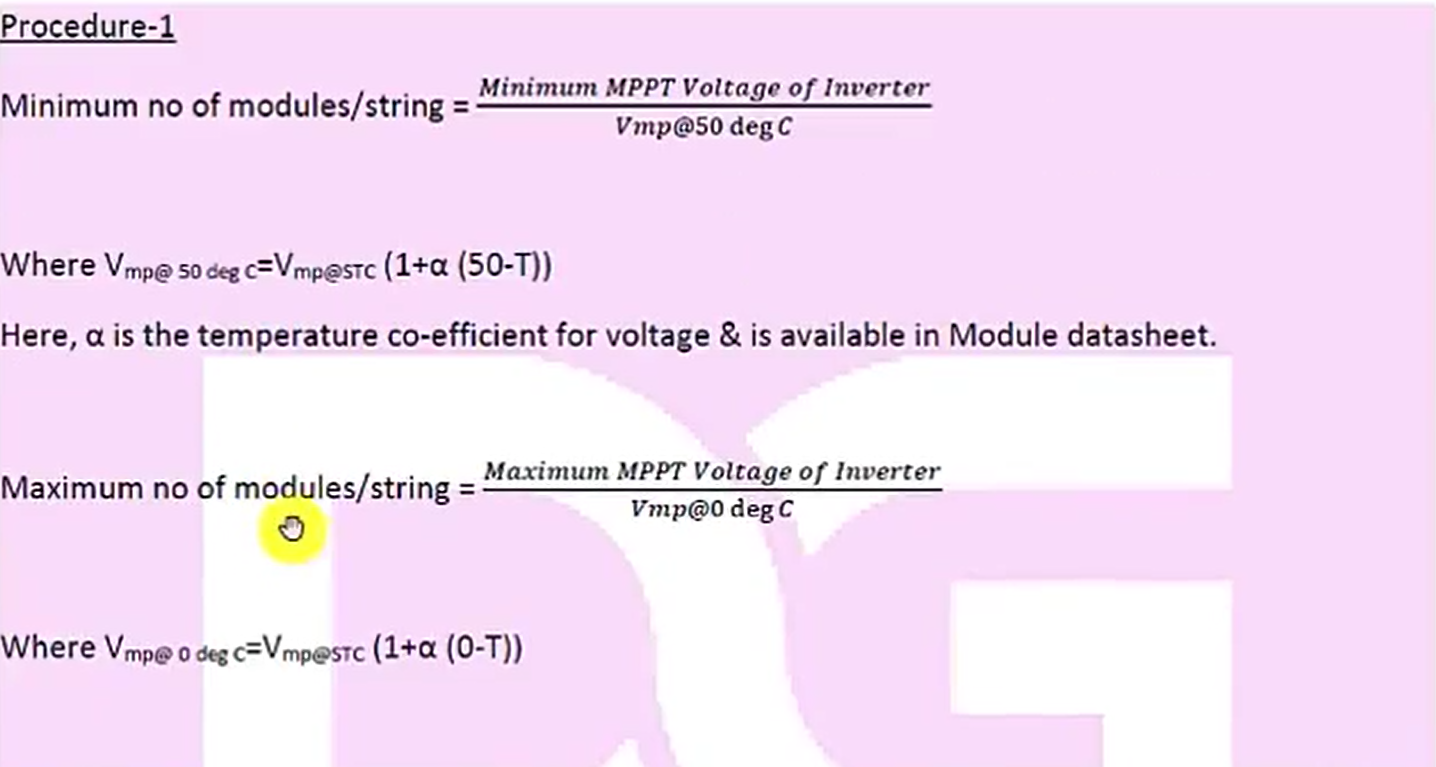 Procedure-1
Minimum no of modules/string = Minimum MPPT Voltage of Inverter / Vmp@50 deg C
Where Vmp@ 50 deg C=Vmp@STC (1+α (50-T))
Here, α is the temperature co-efficient for voltage & is available in Module datasheet.
Maximum no of modules/string = Maximum MPPT Voltage of Inverter / Vmp@0 deg C
Where Vmp@ 0 deg C=Vmp@STC (1+α (0-T))